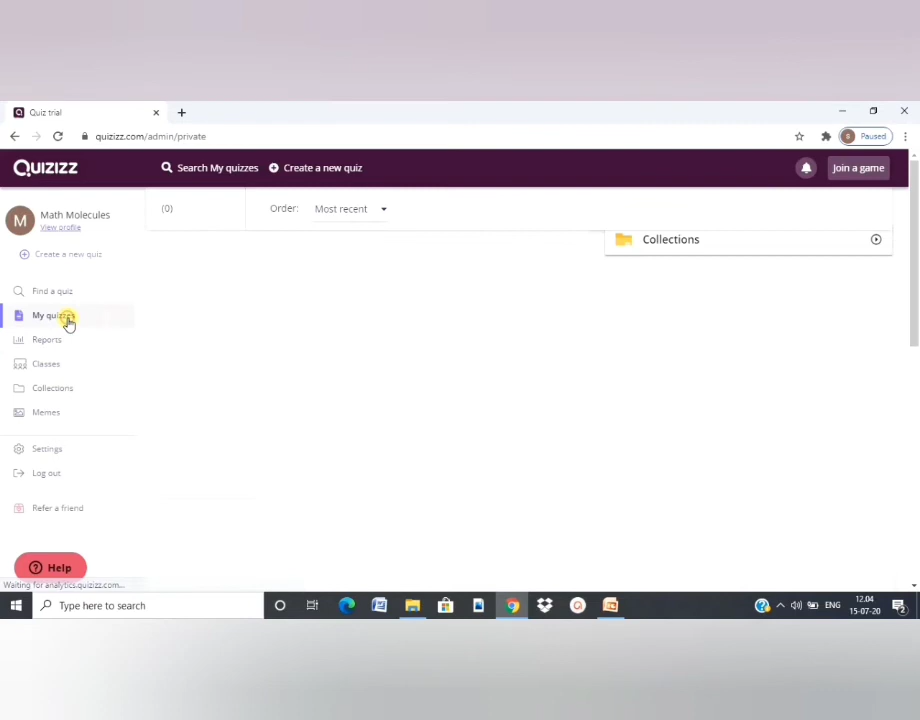 Quiz trial
quizizz.com/admin/private
Paused
QUIZIZZ
Search My quizzes
Create a new quiz
Join a game
M
Math Molecules
View profile
(0)
Order:
Most recent
Collections
Create a new quiz
Find a quiz
My quizzes
Reports
Classes
Collections
Memes
Settings
Log out
Refer a friend
Help
Waiting for analytics.quizizz.com...
Type here to search
ENG
12.04
15-07-20